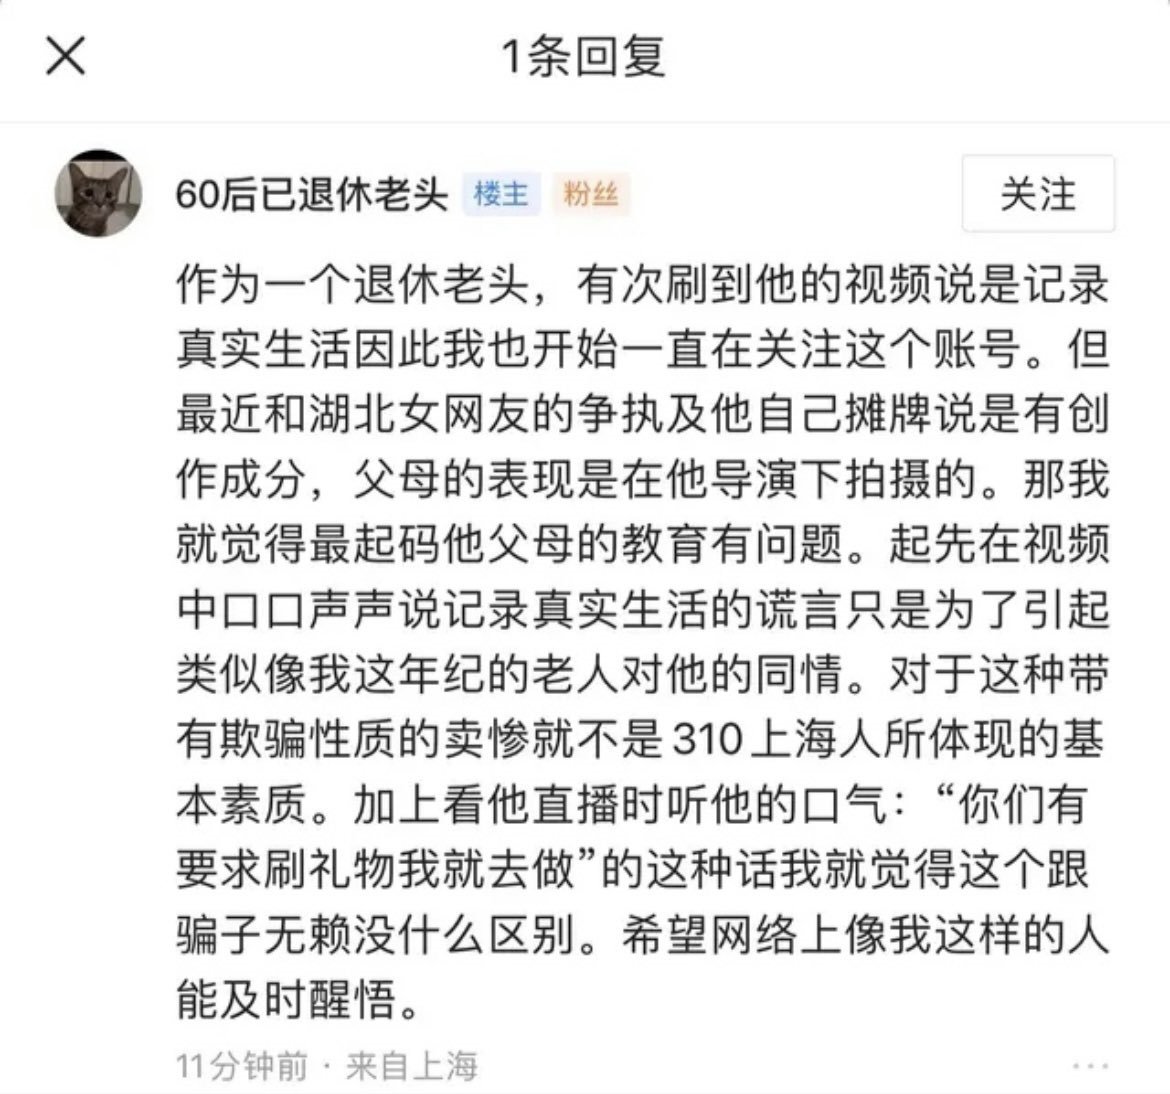 1条回复
60后已退休老头 楼主 粉丝 关注
作为一个退休老头，有次刷到他的视频说是记录
真实生活因此我也开始一直在关注这个账号。但
最近和湖北女网友的争执及他自己摊牌说是有创
作成分，父母的表现是在他导演下拍摄的。那我
就觉得最起码他父母的教育有问题。起先在视频
中口口声声说记录真实生活的谎言只是为了引起
类似像我这年纪的老人对他的同情。对于这种带
有欺骗性质的卖惨就不是310上海人所体现的基
本素质。加上看他直播时听他的口气：“你们有
要求刷礼物我就去做”的这种话我就觉得这个跟
骗子无赖没什么区别。希望网络上像我这样的人
能及时醒悟。
11分钟前 · 来自上海